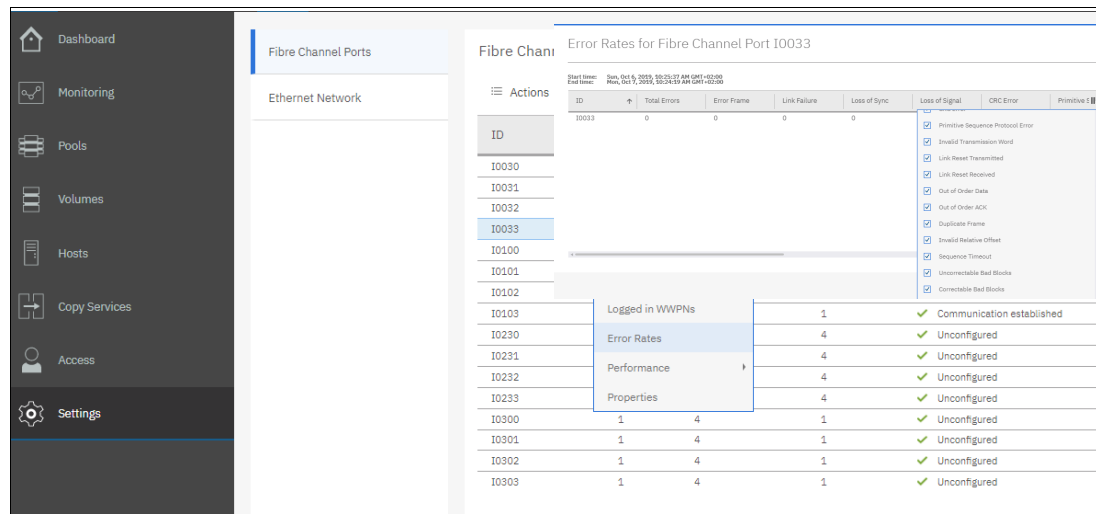 Dashboard
Monitoring
Pools
Volumes
Hosts
Copy Services
Access
Settings
Fibre Channel Ports
Ethernet Network
Fibre Chann
Actions
ID
I0030
I0031
I0032
I0033
I0100
I0101
I0102
I0103 1 Communication established
I0230 4 Unconfigured
I0231 4 Unconfigured
I0232 4 Unconfigured
I0233 4 Unconfigured
I0300 1 4 1 Unconfigured
I0301 1 4 1 Unconfigured
I0302 1 4 1 Unconfigured
I0303 1 4 1 Unconfigured
Logged in WWPNs
Error Rates
Performance
Properties
Error Rates for Fibre Channel Port I0033
Start time: Sun, Oct 6, 2019, 10:25:37 AM GMT+02:00
End time: Mon, Oct 7, 2019, 10:24:19 AM GMT+02:00
ID Total Errors Error Frame Link Failure Loss of Sync Loss of Signal CRC Error Primitive S
I0033 0 0 0 0
Primitive Sequence Protocol Error
Invalid Transmission Word
Link Reset Transmitted
Link Reset Received
Out of Order Data
Out of Order ACK
Duplicate Frame
Invalid Relative Offset
Sequence Timeout
Uncorrectable Bad Blocks
Correctable Bad Blocks